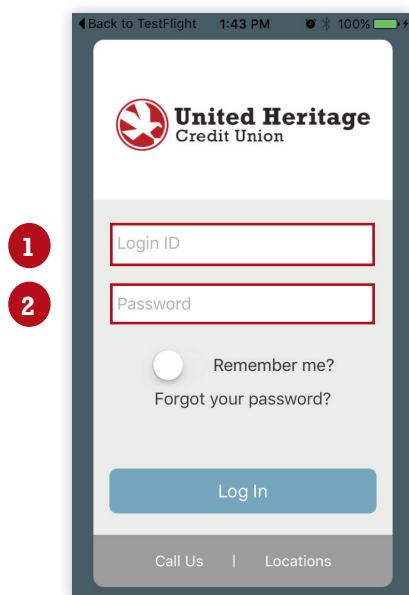 Back to TestFlight 1:43 PM 100%
United Heritage
Credit Union
1
Login ID
2
Password
Remember me?
Forgot your password?
Log In
Call Us | Locations